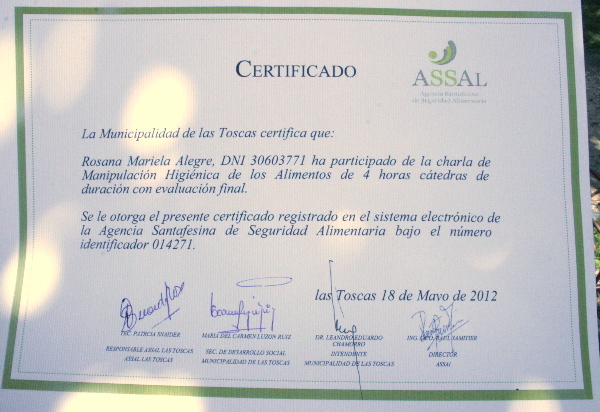 ASSAL
Agencia Santafesina
de Seguridad Alimentaria
CERTIFICADO
La Municipalidad de las Toscas certifica que:
Rosana Mariela Alegre, DNI 30603771 ha participado de la charla de
Manipulación Higiénica de los Alimentos de 4 horas cátedras de
duración con evaluación final.
Se le otorga el presente certificado registrado en el sistema electrónico de
la Agencia Santafesina de Seguridad Alimentaria bajo el número
identificador 014271.
las Toscas 18 de Mayo de 2012
TEC. PATRICIA SNAIDER
RESPONSABLE ASSAL LAS TOSCAS
ASSAL LAS TOSCAS
MARIA DEL CARMEN LUZON RUIZ
SEC. DE DESARROLLO SOCIAL
MUNICIPALIDAD DE LAS TOSCAS
DR. LEANDRO EDUARDO
CHAMORRO
INTENDENTE
MUNICIPALIDAD DE LAS TOSCAS
RAUL SAMITIER
DIRECTOR
ASSAl